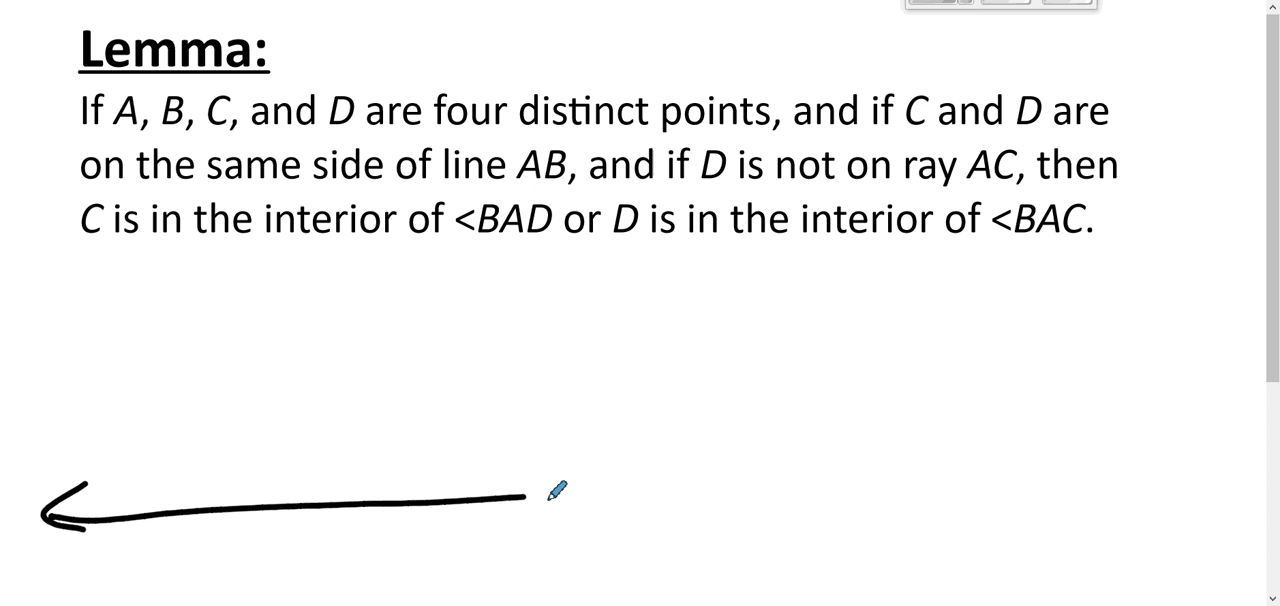 Lemma:
If A, B, C, and D are four distinct points, and if C and D are
on the same side of line AB, and if D is not on ray AC, then
C is in the interior of <BAD or D is in the interior of <BAC.